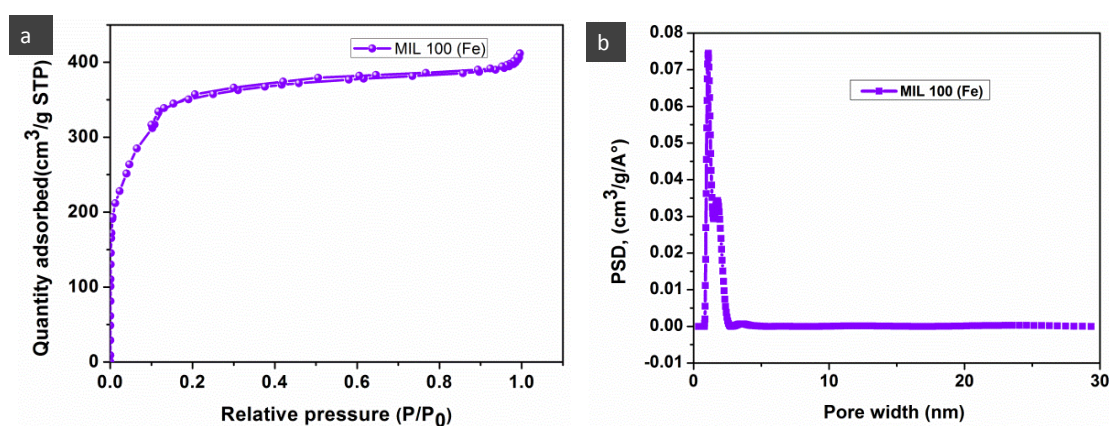 a
MIL 100 (Fe)
Quantity adsorbed(cm³/g STP)
400
300
200
100
0
0.0 0.2 0.4 0.6 0.8 1.0
Relative pressure (P/P₀)
b
MIL 100 (Fe)
PSD, (cm³/g/A°)
0.08
0.07
0.06
0.05
0.04
0.03
0.02
0.01
0.00
-0.01
0 10 20 30
Pore width (nm)